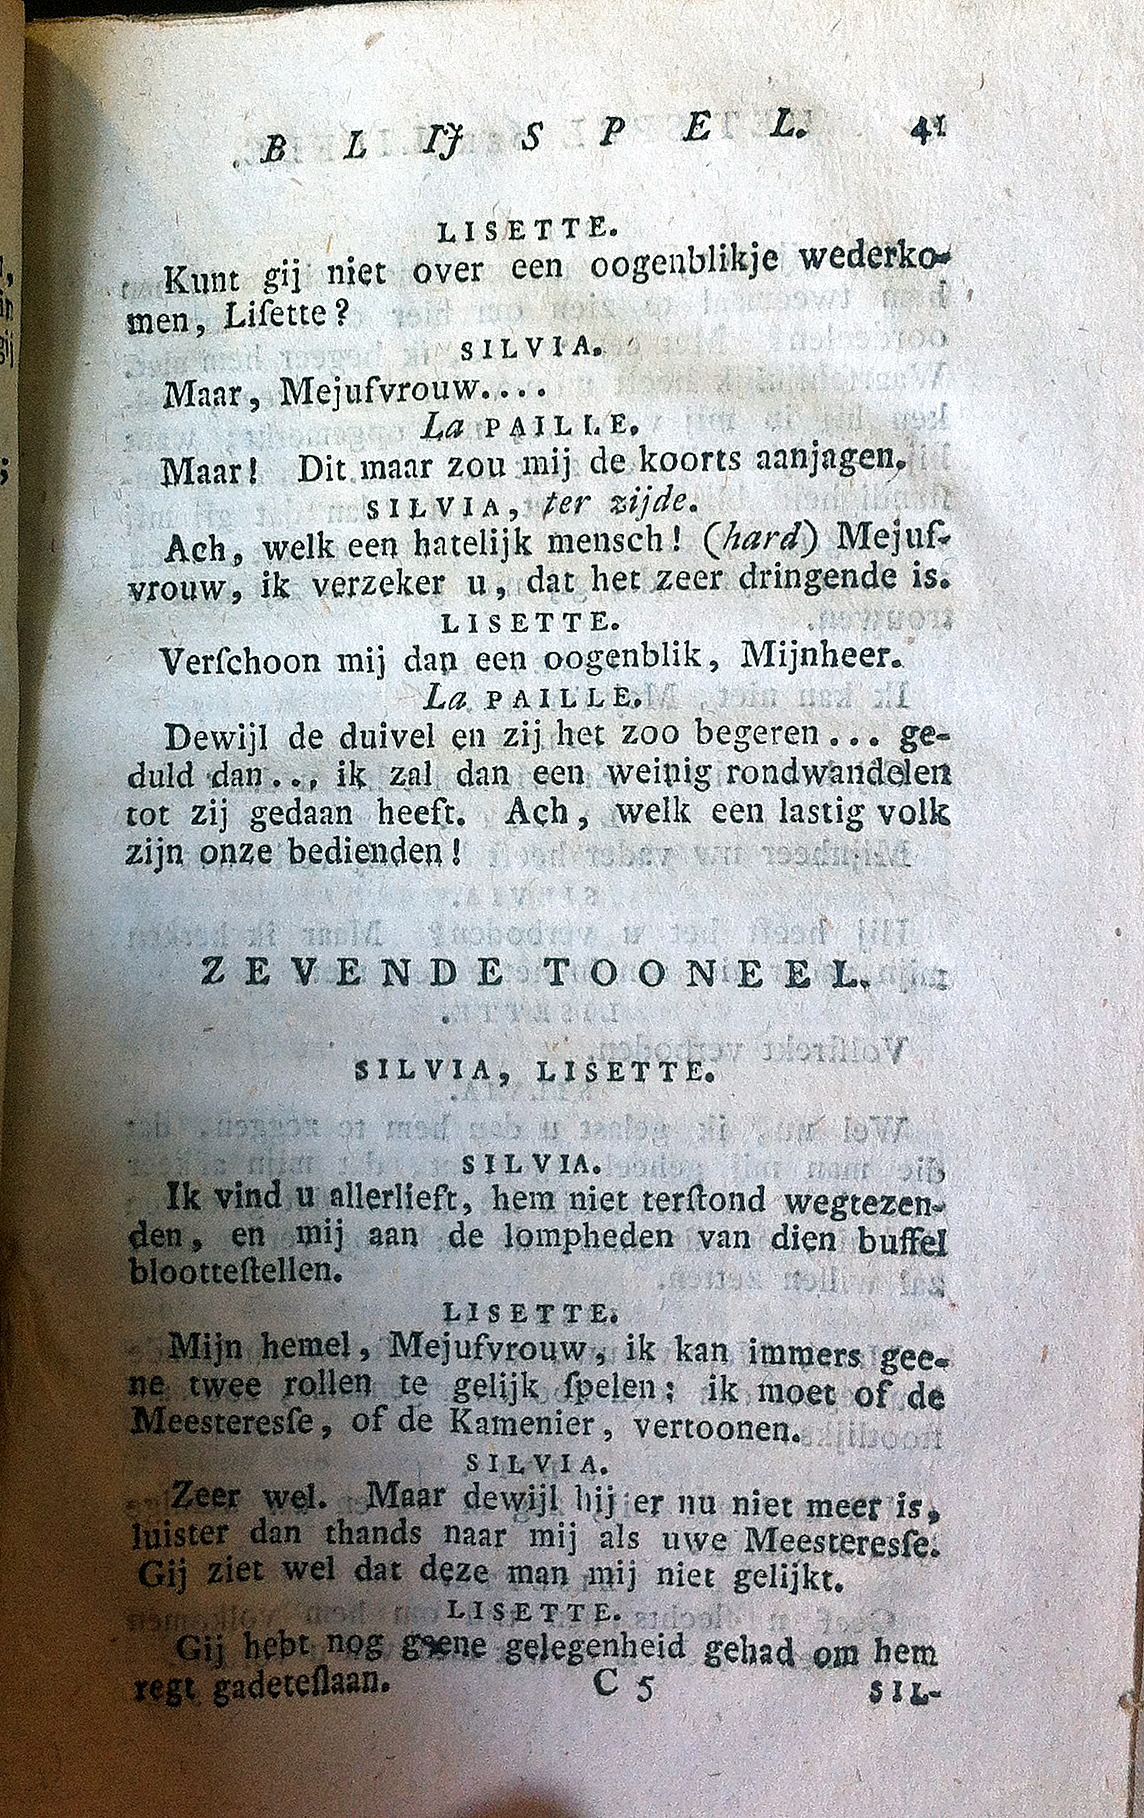 BLIJSPEL. 41
LISETTE.
Kunt gij niet over een oogenblikje wederko-
men, Liſette?
SILVIA.
Maar, Mejufvrouw....
La PAILLE.
Maar! Dit maar zou mij de koorts aanjagen.
SILVIA, ter zijde.
Ach, welk een hatelijk mensch! (hard) Mejuf-
vrouw, ik verzeker u, dat het zeer dringende is.
LISETTE.
Verſchoon mij dan een oogenblik, Mijnheer.
La PAILLE.
Dewijl de duivel en zij het zoo begeren... ge-
duld dan... ik zal dan een weinig rondwandelen
tot zij gedaan heeft. Ach, welk een lastig volk
zijn onze bedienden!
ZEVENDE TOONEEL.
SILVIA, LISETTE.
SILVIA.
Ik vind u allerlieft, hem niet terſtond wegtezen-
den, en mij aan de lompheden van dien buffel
blootteſtellen.
LISETTE.
Mijn hemel, Mejufvrouw, ik kan immers gee-
ne twee rollen te gelijk ſpelen; ik moet of de
Meesteresſe, of de Kamenier, vertoonen.
SILVIA.
Zeer wel. Maar dewijl hij er nu niet meer is,
luister dan thands naar mij als uwe Meesteresſe.
Gij ziet wel dat deze man mij niet gelijkt.
LISETTE.
Gij hebt nog geene gelegenheid gehad om hem
regt gadeteſlaan. C 5 SIL-